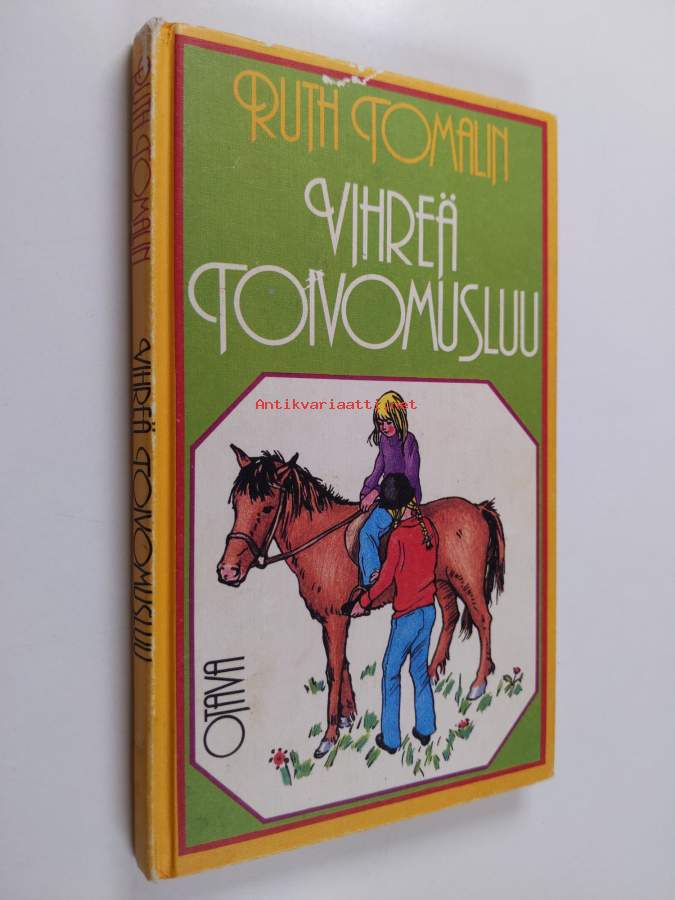 RUTH TOMALIN
VIHREÄ
TOIVOMUSLUU
Antikvariaatti.net
OTAVA
RUTH TOMALIN VIHREÄ TOIVOMUSLUU